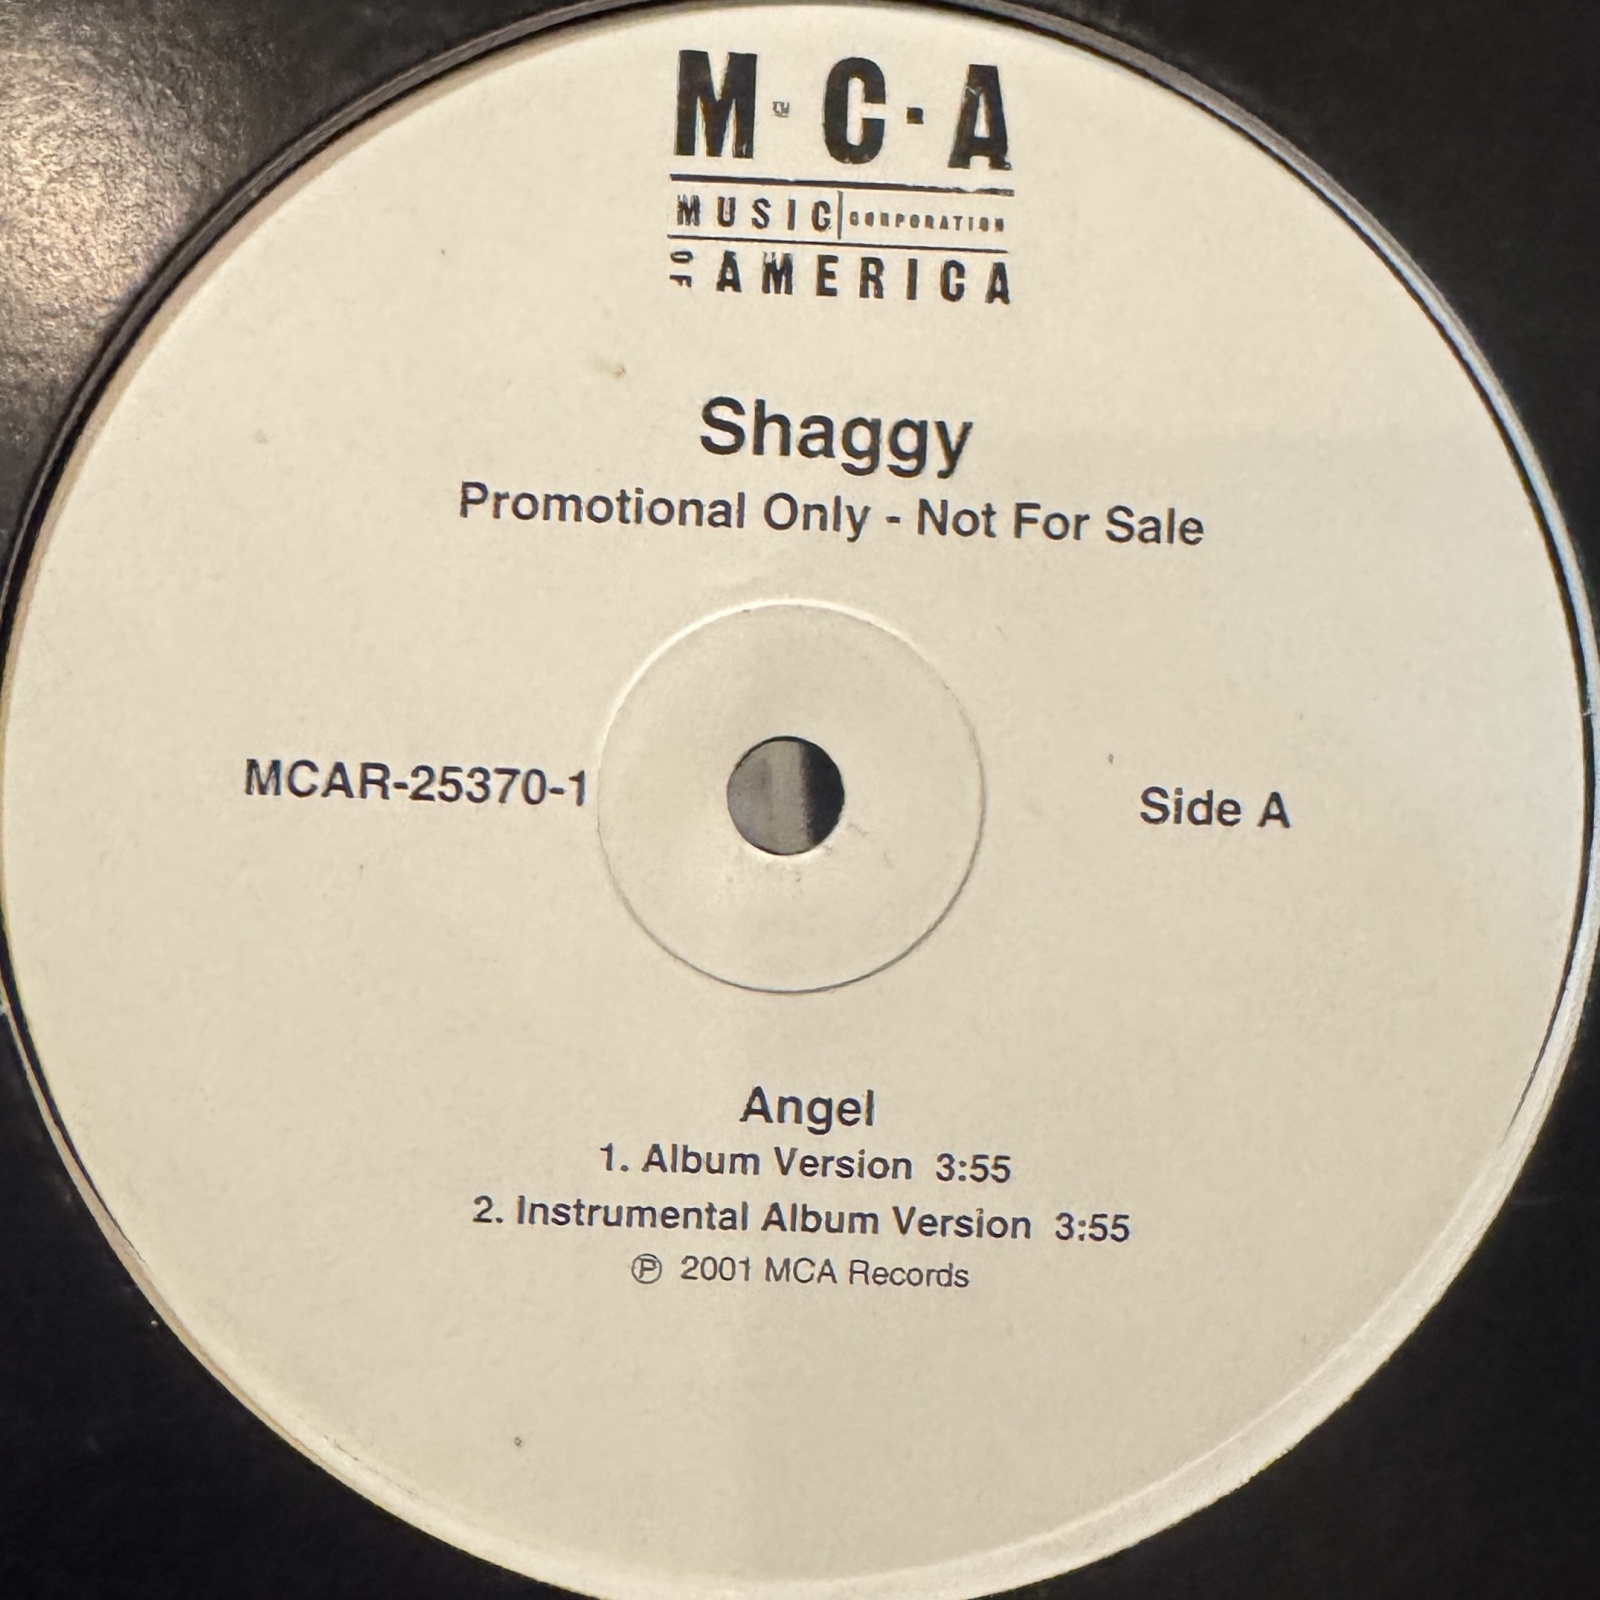 M™·C·A
MUSIC CORPORATION
OF AMERICA
Shaggy
Promotional Only - Not For Sale
MCAR-25370-1
Side A
Angel
1. Album Version 3:55
2. Instrumental Album Version 3:55
℗ 2001 MCA Records